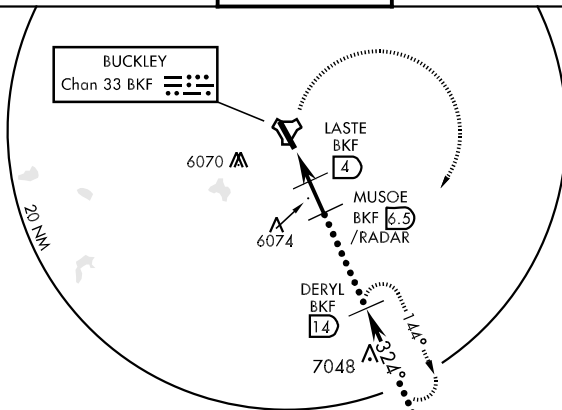 BUCKLEY
Chan 33 BKF
LASTE
BKF
4
6070
MUSOE
BKF 6.5
/RADAR
6074
20 NM
DERYL
BKF
14
144°
324°
7048